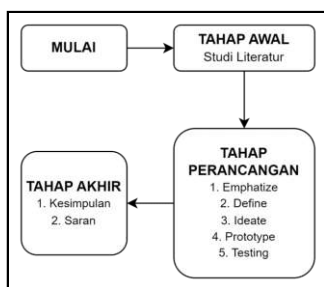 MULAI
TAHAP AWAL
Studi Literatur
TAHAP
PERANCANGAN
1. Emphatize
2. Define
3. Ideate
4. Prototype
5. Testing
TAHAP AKHIR
1. Kesimpulan
2. Saran